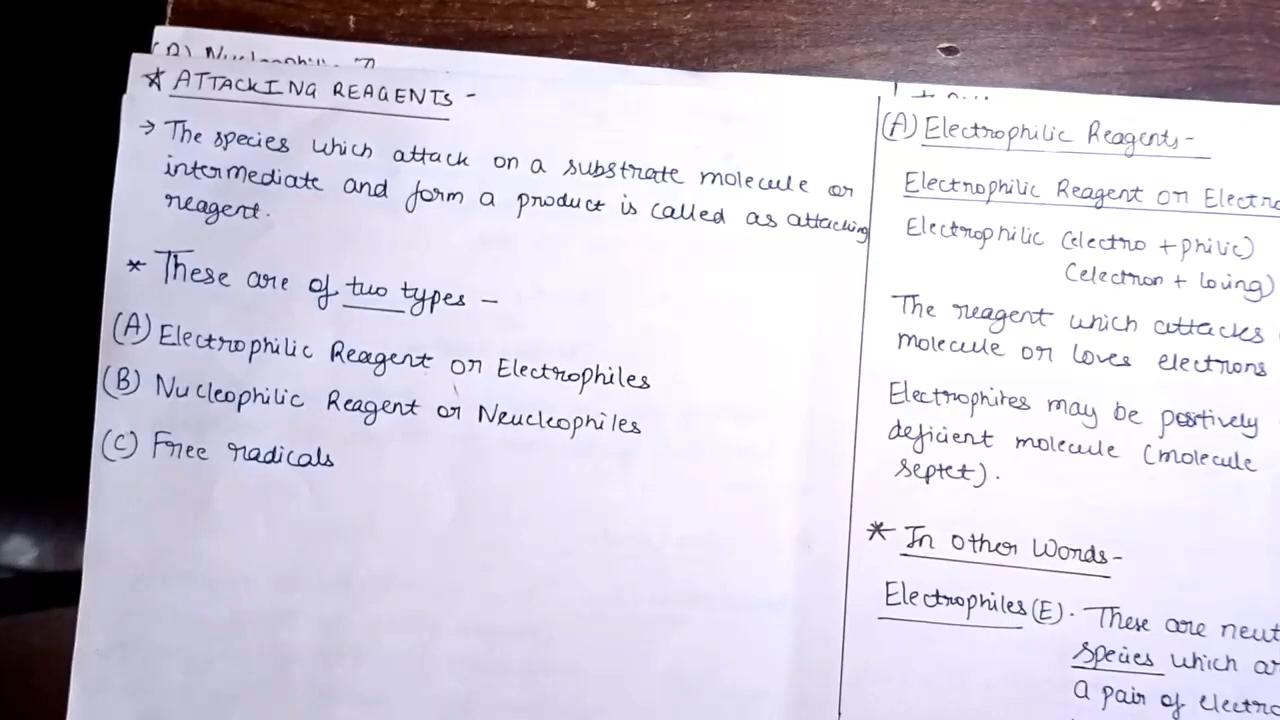 (B) Nucleophili
* ATTACKING REAGENTS -
→ The species which attack on a substrate molecule or
intermediate and form a product is called as attacking
reagent.
* These are of two types -
(A) Electrophilic Reagent or Electrophiles
(B) Nucleophilic Reagent or Neucleophiles
(C) Free radicals
(A) Electrophilic Reagents-
Electrophilic Reagent or Electro
Electrophilic (electro + philic)
(electron + loving)
The reagent which attacks
molecule or loves electrons
Electrophires may be positively
deficient molecule (molecule
septet).
* In other words-
Electrophiles (E). These are neut
species which ar
a pair of electro